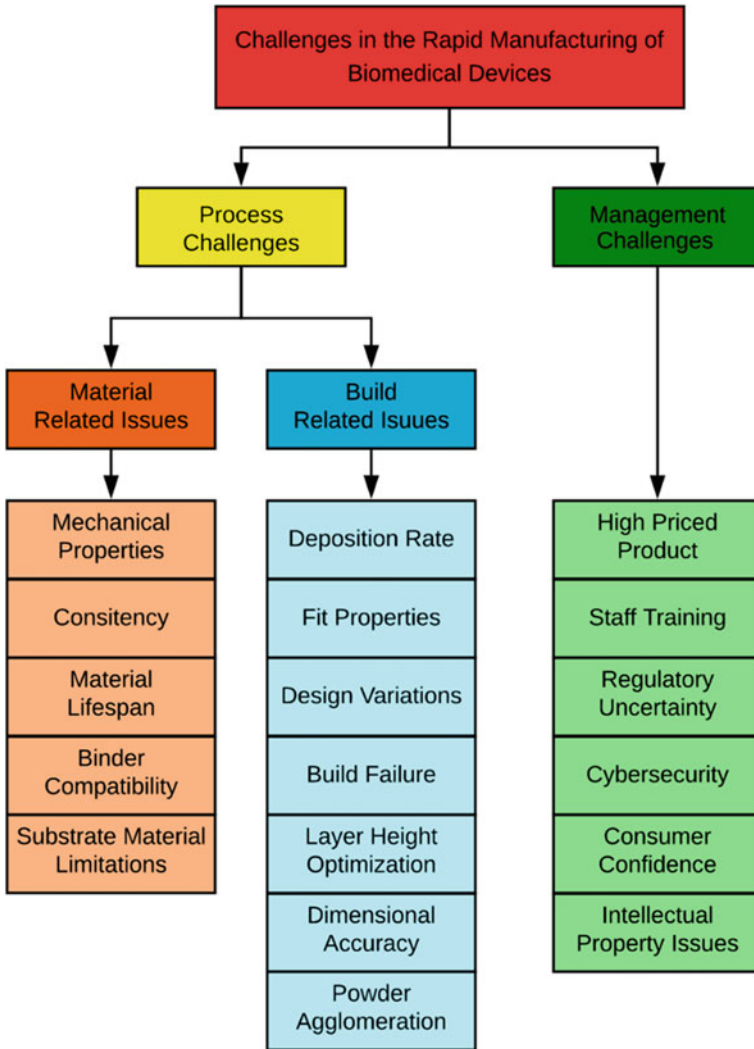 Challenges in the Rapid Manufacturing of
Biomedical Devices
Process
Challenges
Management
Challenges
Material
Related Issues
Build
Related Isuues
Mechanical
Properties
Consitency
Material
Lifespan
Binder
Compatibility
Substrate Material
Limitations
Deposition Rate
Fit Properties
Design Variations
Build Failure
Layer Height
Optimization
Dimensional
Accuracy
Powder
Agglomeration
High Priced
Product
Staff Training
Regulatory
Uncertainty
Cybersecurity
Consumer
Confidence
Intellectual
Property Issues